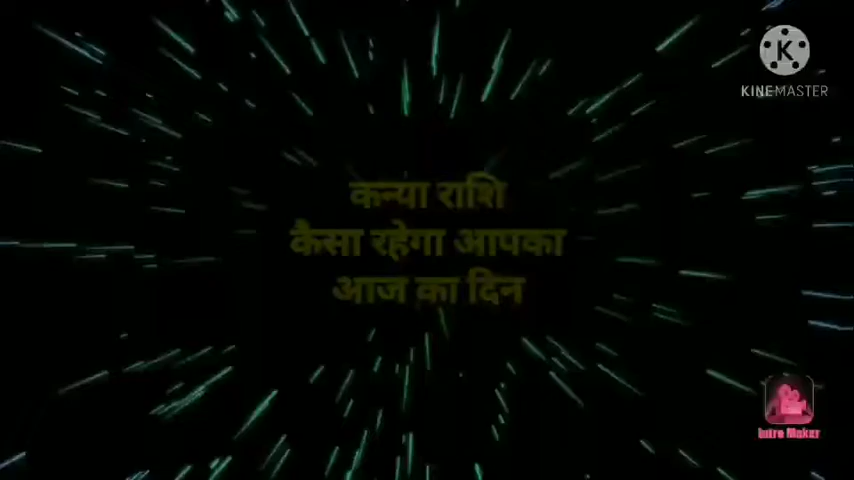 KINEMASTER
कन्या राशि
कैसा रहेगा आपका
आज का दिन
Intro Maker